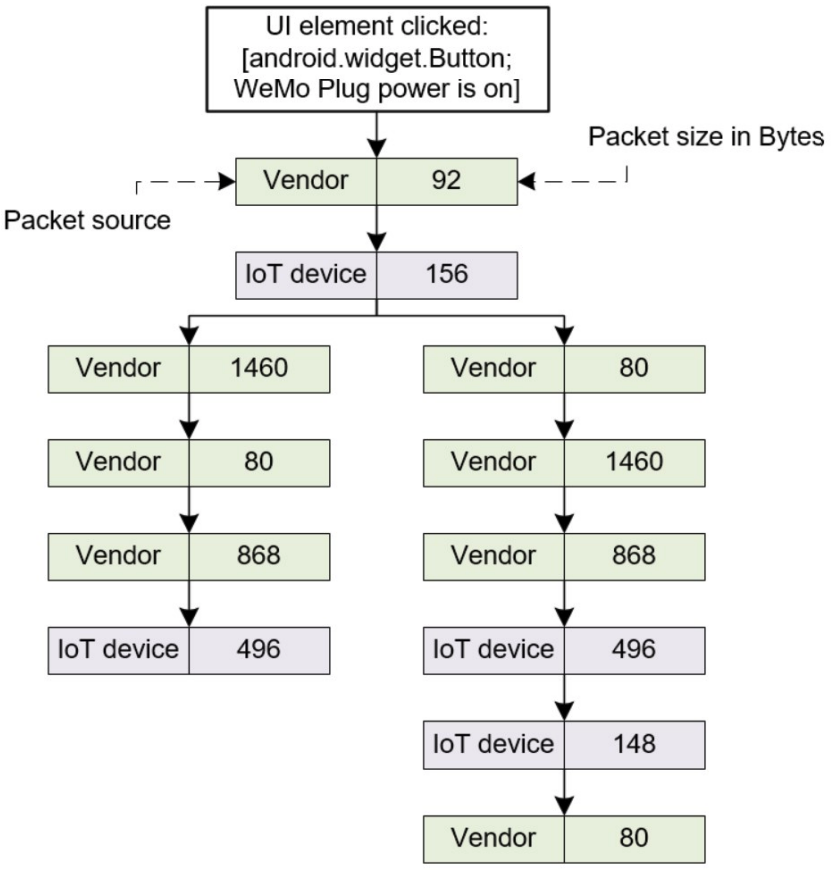 UI element clicked:
[android.widget.Button;
WeMo Plug power is on]
Packet size in Bytes
Vendor 92
Packet source
IoT device 156
Vendor 1460
Vendor 80
Vendor 80
Vendor 1460
Vendor 868
Vendor 868
IoT device 496
IoT device 496
IoT device 148
Vendor 80